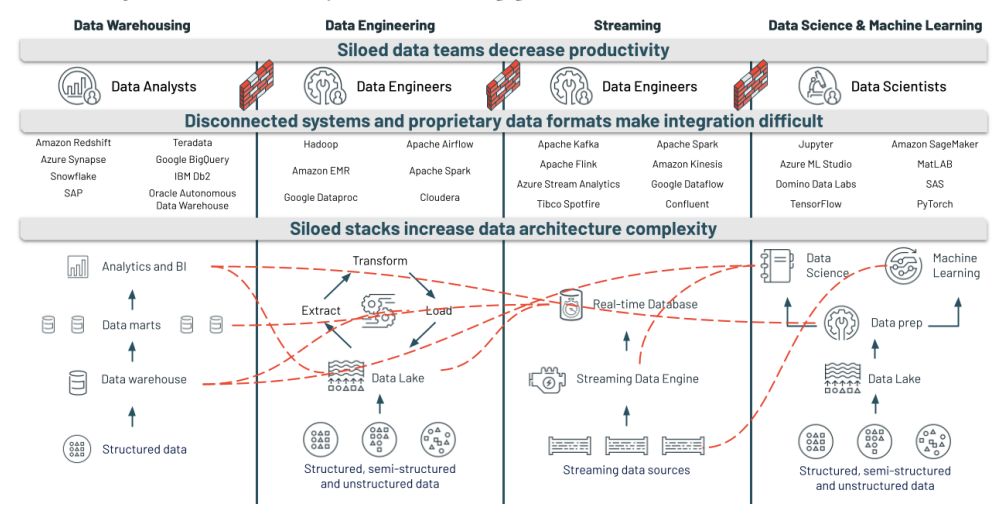 Data Warehousing
Data Engineering
Streaming
Data Science & Machine Learning
Siloed data teams decrease productivity
Data Analysts
Data Engineers
Data Engineers
Data Scientists
Disconnected systems and proprietary data formats make integration difficult
Amazon Redshift
Teradata
Azure Synapse
Google BigQuery
Snowflake
IBM Db2
SAP
Oracle Autonomous
Data Warehouse
Hadoop
Apache Airflow
Amazon EMR
Apache Spark
Google Dataproc
Cloudera
Apache Kafka
Apache Spark
Apache Flink
Amazon Kinesis
Azure Stream Analytics
Google Dataflow
Tibco Spotfire
Confluent
Jupyter
Amazon SageMaker
Azure ML Studio
MatLAB
Domino Data Labs
SAS
TensorFlow
PyTorch
Siloed stacks increase data architecture complexity
Analytics and BI
Data marts
Data warehouse
Structured data
Transform
Extract
Load
Data Lake
Structured, semi-structured
and unstructured data
Real-time Database
Streaming Data Engine
Streaming data sources
Data
Science
Machine
Learning
Data prep
Data Lake
Structured, semi-structured
and unstructured data